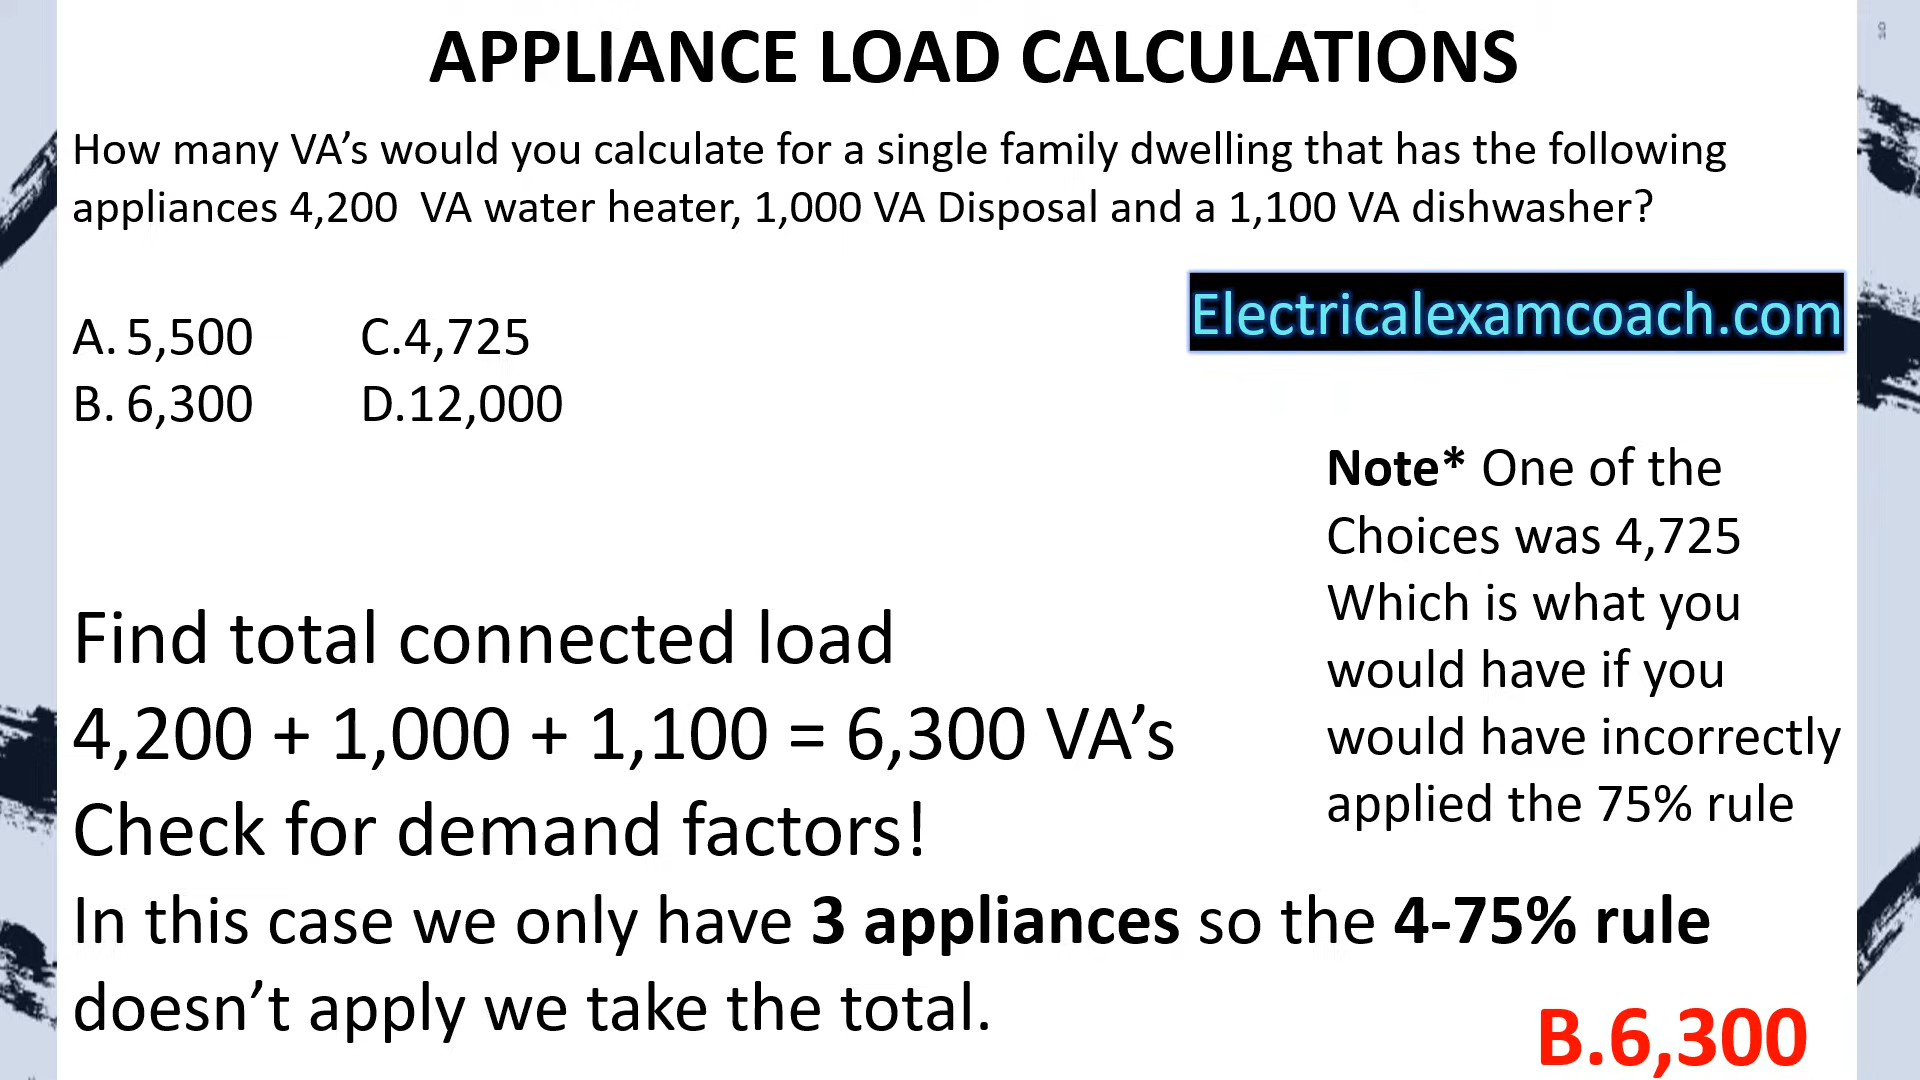 APPLIANCE LOAD CALCULATIONS
How many VA’s would you calculate for a single family dwelling that has the following
appliances 4,200  VA water heater, 1,000 VA Disposal and a 1,100 VA dishwasher?
A. 5,500 C.4,725
B. 6,300 D.12,000
Electricalexamcoach.com
Note* One of the
Choices was 4,725
Which is what you
would have if you
would have incorrectly
applied the 75% rule
Find total connected load
4,200 + 1,000 + 1,100 = 6,300 VA’s
Check for demand factors!
In this case we only have 3 appliances so the 4-75% rule
doesn’t apply we take the total.
B.6,300